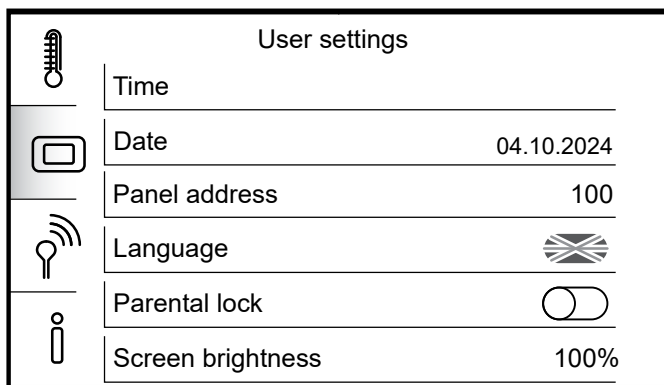 User settings
Time
Date 04.10.2024
Panel address 100
Language
Parental lock
Screen brightness 100%